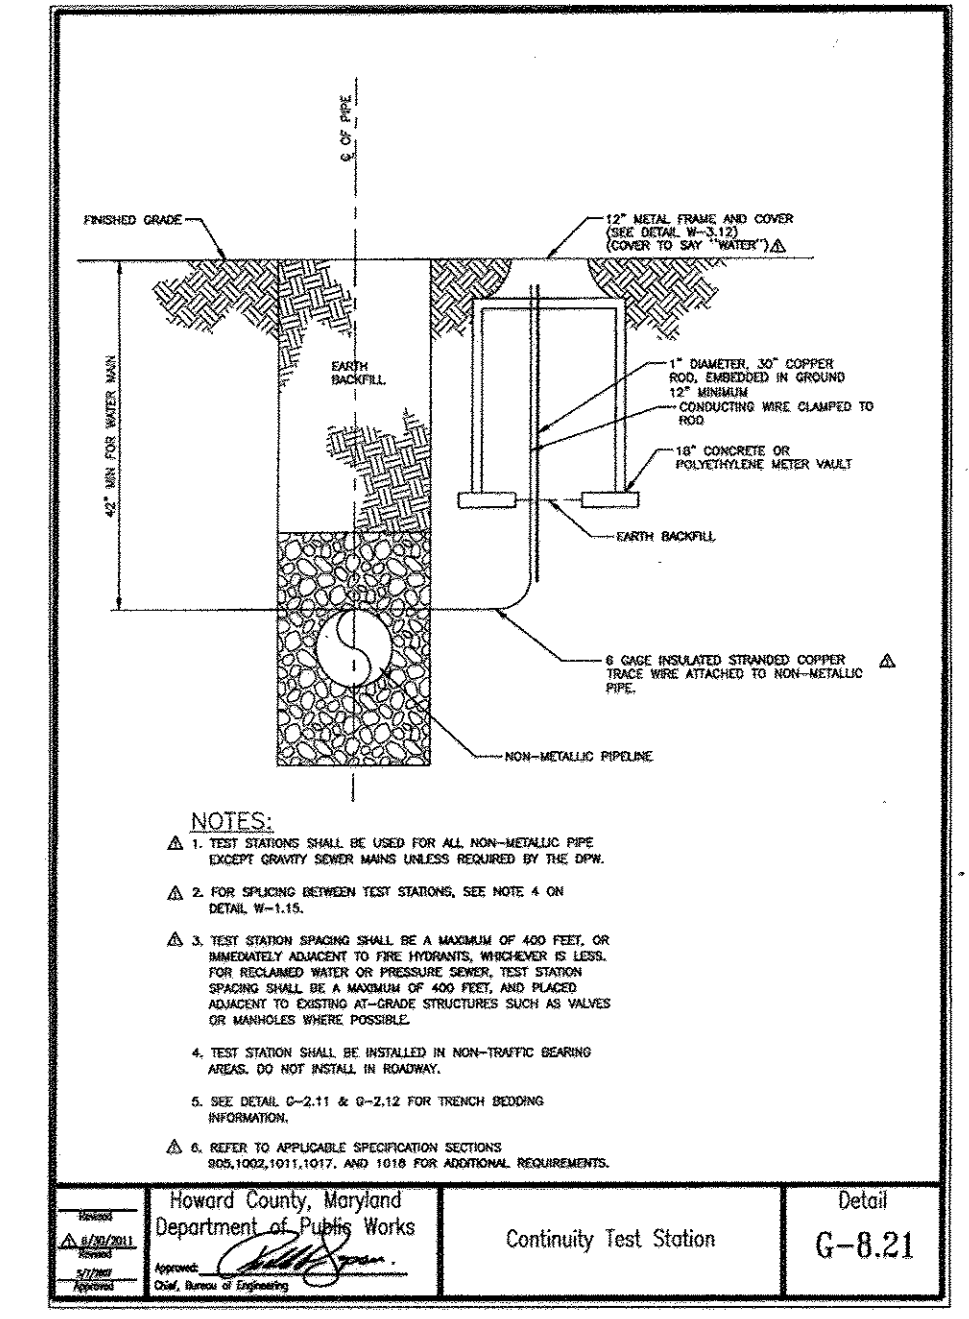 ℄ OF PIPE
FINISHED GRADE
12" METAL FRAME AND COVER
(SEE DETAIL W-3.12)
(COVER TO SAY "WATER")
42" MIN FOR WATER MAIN
EARTH
BACKFILL
1" DIAMETER, 30" COPPER
ROD, EMBEDDED IN GROUND
12" MINIMUM
CONDUCTING WIRE CLAMPED TO
ROD
18" CONCRETE OR
POLYETHYLENE METER VAULT
EARTH BACKFILL
6 GAGE INSULATED STRANDED COPPER
TRACE WIRE ATTACHED TO NON-METALLIC
PIPE.
NON-METALLIC PIPELINE
NOTES:
1. TEST STATIONS SHALL BE USED FOR ALL NON-METALLIC PIPE
EXCEPT GRAVITY SEWER MAINS UNLESS REQUIRED BY THE DPW.
2. FOR SPLICING BETWEEN TEST STATIONS, SEE NOTE 4 ON
DETAIL W-1.15.
3. TEST STATION SPACING SHALL BE A MAXIMUM OF 400 FEET, OR
IMMEDIATELY ADJACENT TO FIRE HYDRANTS, WHICHEVER IS LESS.
FOR RECLAIMED WATER OR PRESSURE SEWER, TEST STATION
SPACING SHALL BE A MAXIMUM OF 400 FEET, AND PLACED
ADJACENT TO EXISTING AT-GRADE STRUCTURES SUCH AS VALVES
OR MANHOLES WHERE POSSIBLE.
4. TEST STATION SHALL BE INSTALLED IN NON-TRAFFIC BEARING
AREAS. DO NOT INSTALL IN ROADWAY.
5. SEE DETAIL G-2.11 & G-2.12 FOR TRENCH BEDDING
INFORMATION.
6. REFER TO APPLICABLE SPECIFICATION SECTIONS
905,1002,1011,1017, AND 1018 FOR ADDITIONAL REQUIREMENTS.
Revised
6/30/2011
Revised
Approved
Howard County, Maryland
Department of Public Works
Approved:
Chief, Bureau of Engineering
Continuity Test Station
Detail
G-8.21